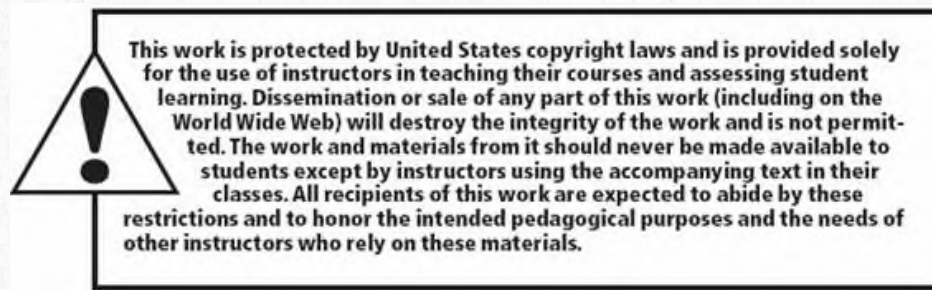 This work is protected by United States copyright laws and is provided solely
for the use of instructors in teaching their courses and assessing student
learning. Dissemination or sale of any part of this work (including on the
World Wide Web) will destroy the integrity of the work and is not permit-
ted. The work and materials from it should never be made available to
students except by instructors using the accompanying text in their
classes. All recipients of this work are expected to abide by these
restrictions and to honor the intended pedagogical purposes and the needs of
other instructors who rely on these materials.